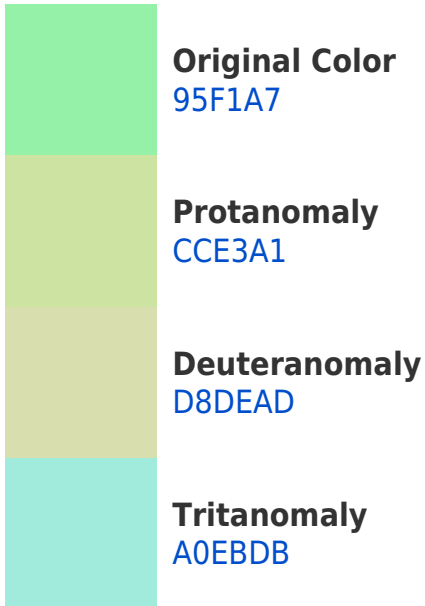 Original Color
95F1A7
Protanomaly
CCE3A1
Deuteranomaly
D8DEAD
Tritanomaly
A0EBDB